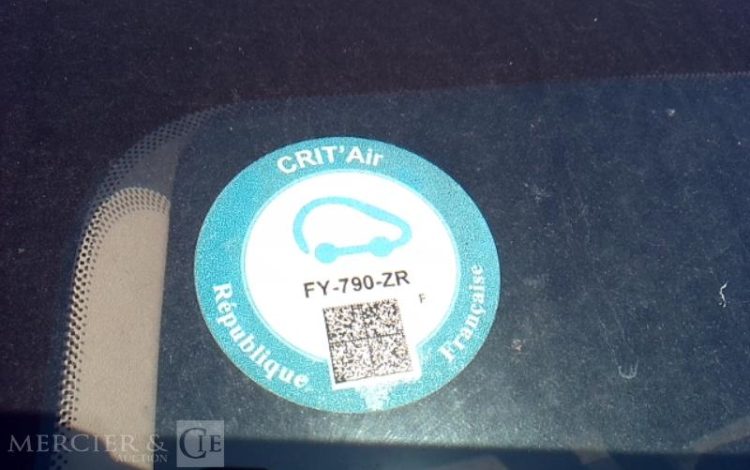 CRIT'Air
FY-790-ZR
F
République Française
MERCIER & CIE
AUCTION